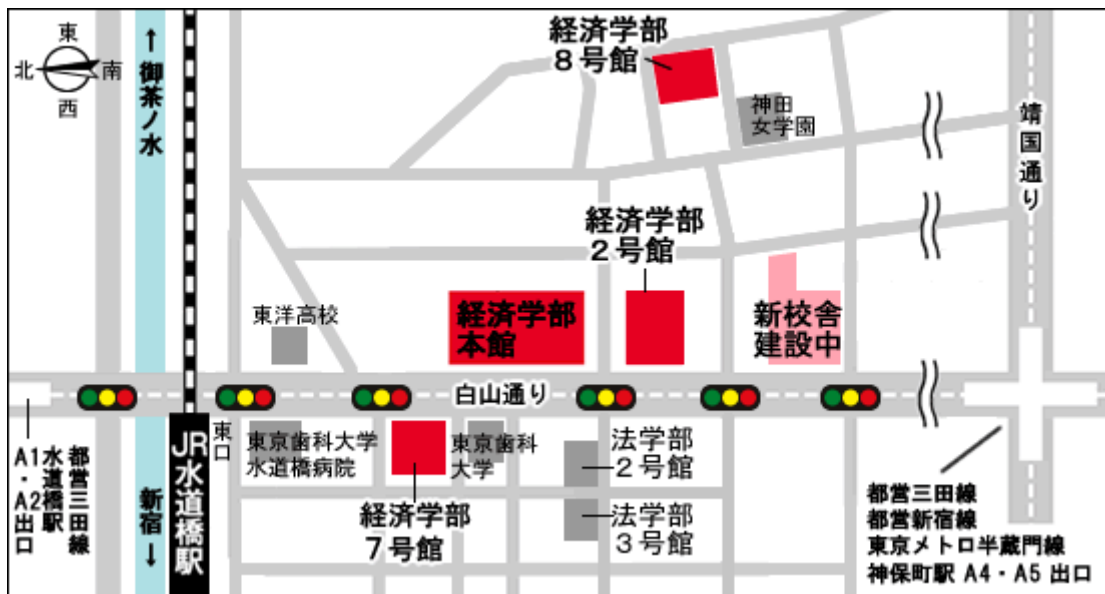 東
北
南
西
↑御茶ノ水
経済学部
8号館
神田
女学園
靖国通り
経済学部
2号館
東洋高校
経済学部
本館
新校舎
建設中
白山通り
東口
JR水道橋駅
新宿↓
都営三田線
水道橋駅
A1・A2出口
東京歯科大学
水道橋病院
経済学部
7号館
東京歯科
大学
法学部
2号館
法学部
3号館
都営三田線
都営新宿線
東京メトロ半蔵門線
神保町駅 A4・A5 出口